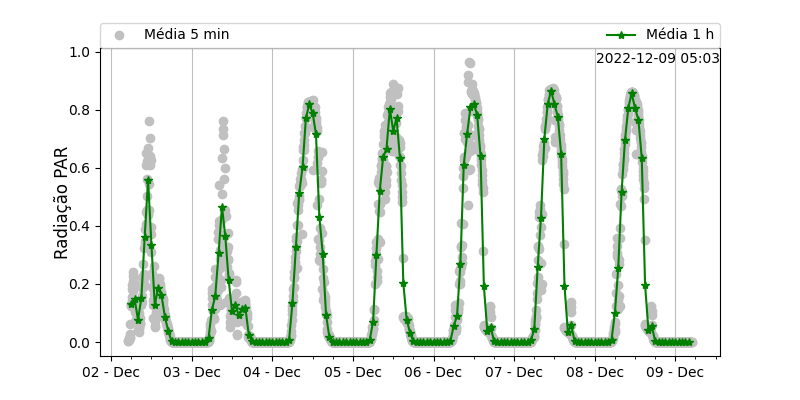 Média 5 min
Média 1 h
2022-12-09 05:03
Radiação PAR
1.0
0.8
0.6
0.4
0.2
0.0
02 - Dec
03 - Dec
04 - Dec
05 - Dec
06 - Dec
07 - Dec
08 - Dec
09 - Dec